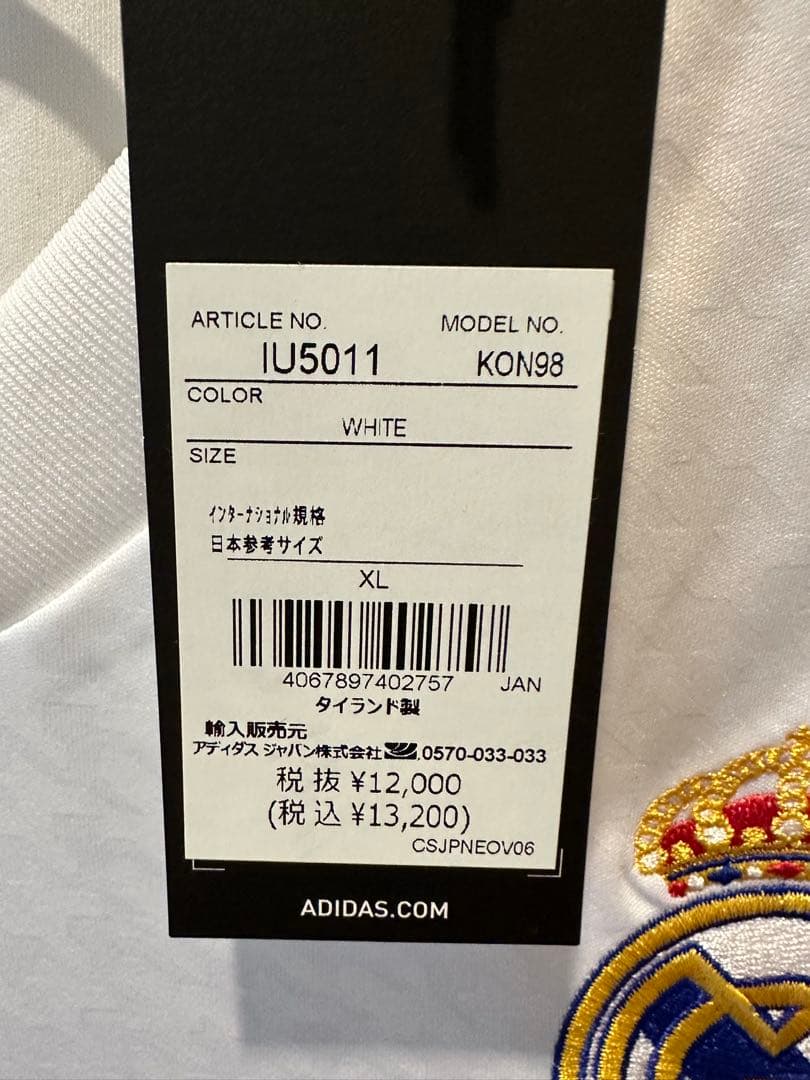 ARTICLE NO. MODEL NO.
IU5011 KON98
COLOR
WHITE
SIZE
インターナショナル規格
日本参考サイズ
XL
4067897402757 JAN
タイランド製
輸入販売元
アディダス ジャパン株式会社 0570-033-033
税抜 ¥12,000
(税込 ¥13,200)
CSJPNEOV06
ADIDAS.COM